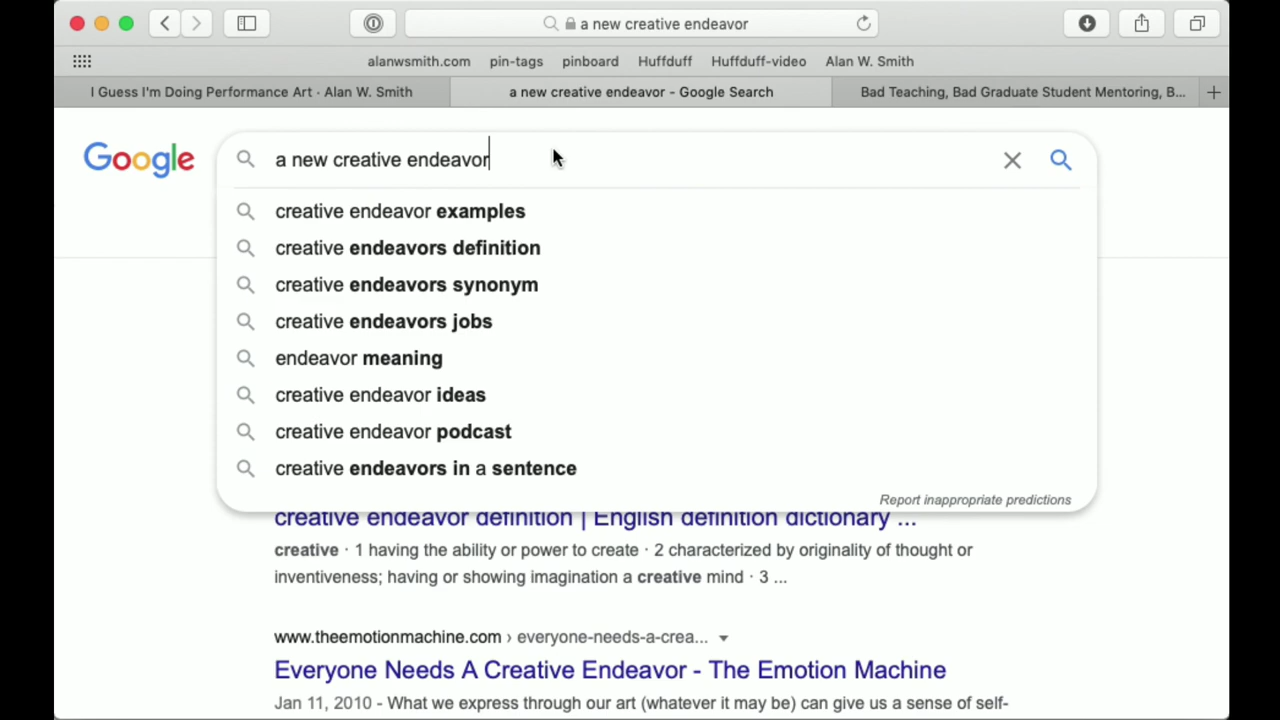 a new creative endeavor
alanwsmith.com pin-tags pinboard Huffduff Huffduff-video Alan W. Smith
I Guess I'm Doing Performance Art · Alan W. Smith
a new creative endeavor - Google Search
Bad Teaching, Bad Graduate Student Mentoring, B...
Google
a new creative endeavor
creative endeavor examples
creative endeavors definition
creative endeavors synonym
creative endeavors jobs
endeavor meaning
creative endeavor ideas
creative endeavor podcast
creative endeavors in a sentence
Report inappropriate predictions
creative endeavor definition | English definition dictionary ...
creative · 1 having the ability or power to create · 2 characterized by originality of thought or
inventiveness; having or showing imagination a creative mind · 3 ...
www.theemotionmachine.com › everyone-needs-a-crea...
Everyone Needs A Creative Endeavor - The Emotion Machine
Jan 11, 2010 - What we express through our art (whatever it may be) can give us a sense of self-